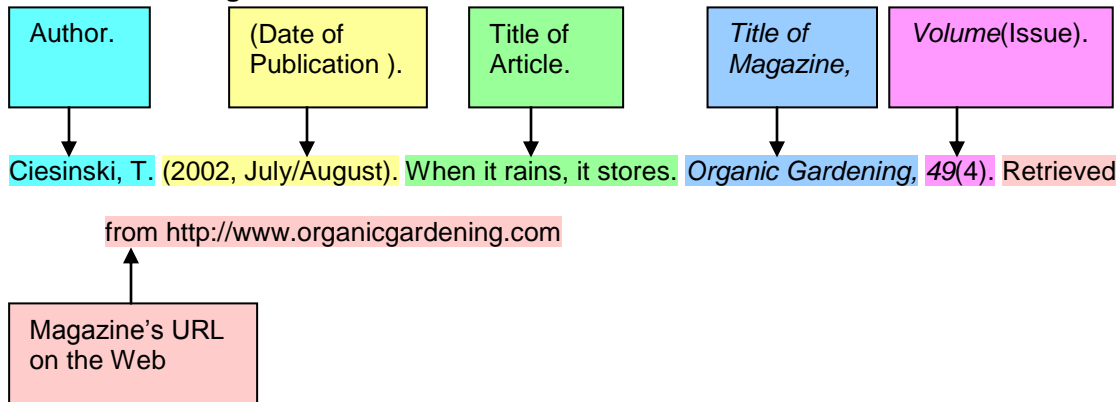 Author.
(Date of
Publication ).
Title of
Article.
Title of
Magazine,
Volume(Issue).
Ciesinski, T. (2002, July/August). When it rains, it stores. Organic Gardening, 49(4). Retrieved
from http://www.organicgardening.com
Magazine's URL
on the Web